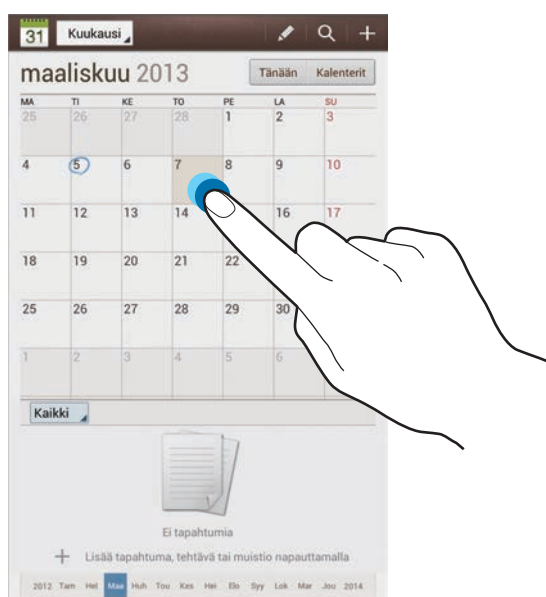 31 Kuukausi
maaliskuu 2013 Tänään Kalenterit
MA TI KE TO PE LA SU
25 26 27 28 1 2 3
4 5 6 7 8 9 10
11 12 13 14 16 17
18 19 20 21 22
25 26 27 28 29 30
1 2 3 4 5 6
Kaikki
Ei tapahtumia
Lisää tapahtuma, tehtävä tai muistio napauttamalla
2012 Tam Hel Maa Huh Tou Kes Hei Elo Syy Lok Mar Jou 2014